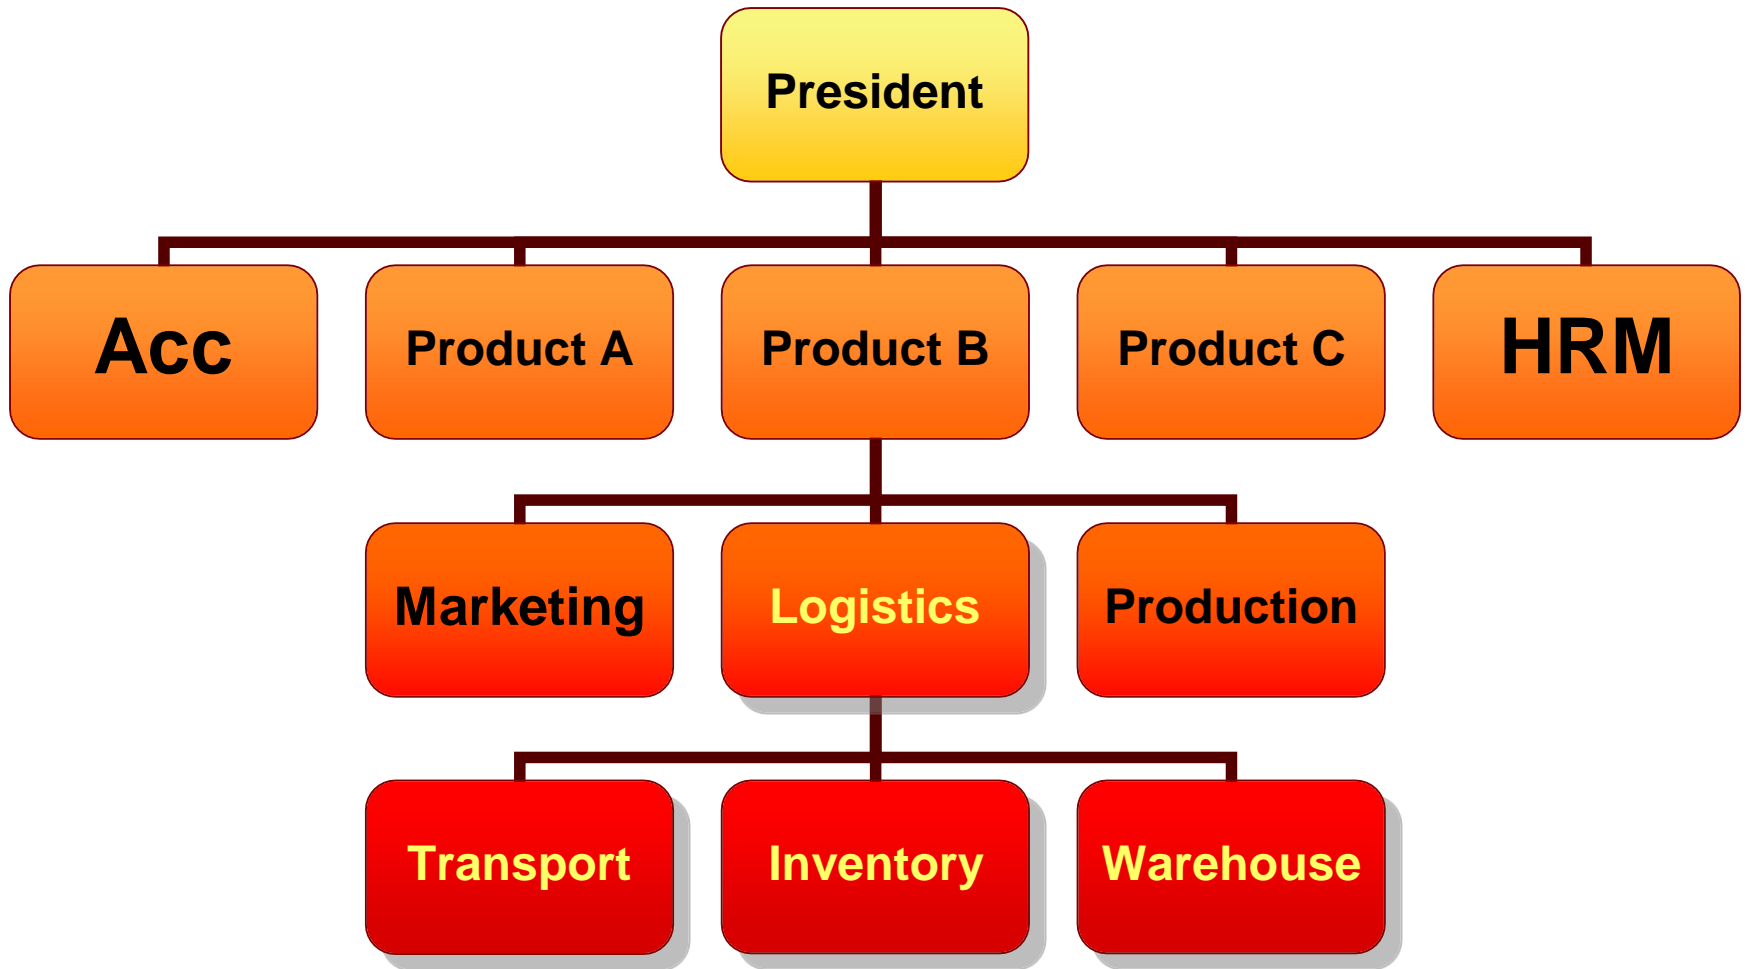 President
Acc
Product A
Product B
Product C
HRM
Marketing
Logistics
Production
Transport
Inventory
Warehouse